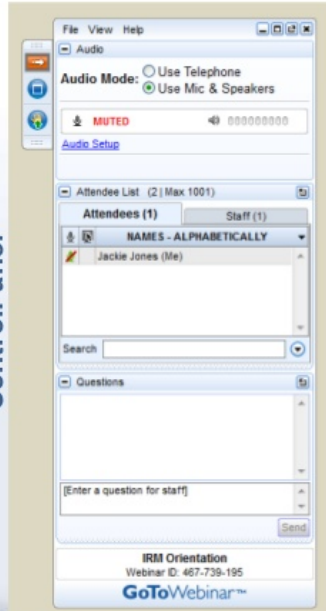 File View Help
Audio
Audio Mode: Use Telephone
Use Mic & Speakers
MUTED 000000000
Audio Setup
Attendee List (2 | Max 1001)
Attendees (1) Staff (1)
NAMES - ALPHABETICALLY
Jackie Jones (Me)
Search
Questions
[Enter a question for staff]
Send
IRM Orientation
Webinar ID: 467-739-195
GoToWebinar™